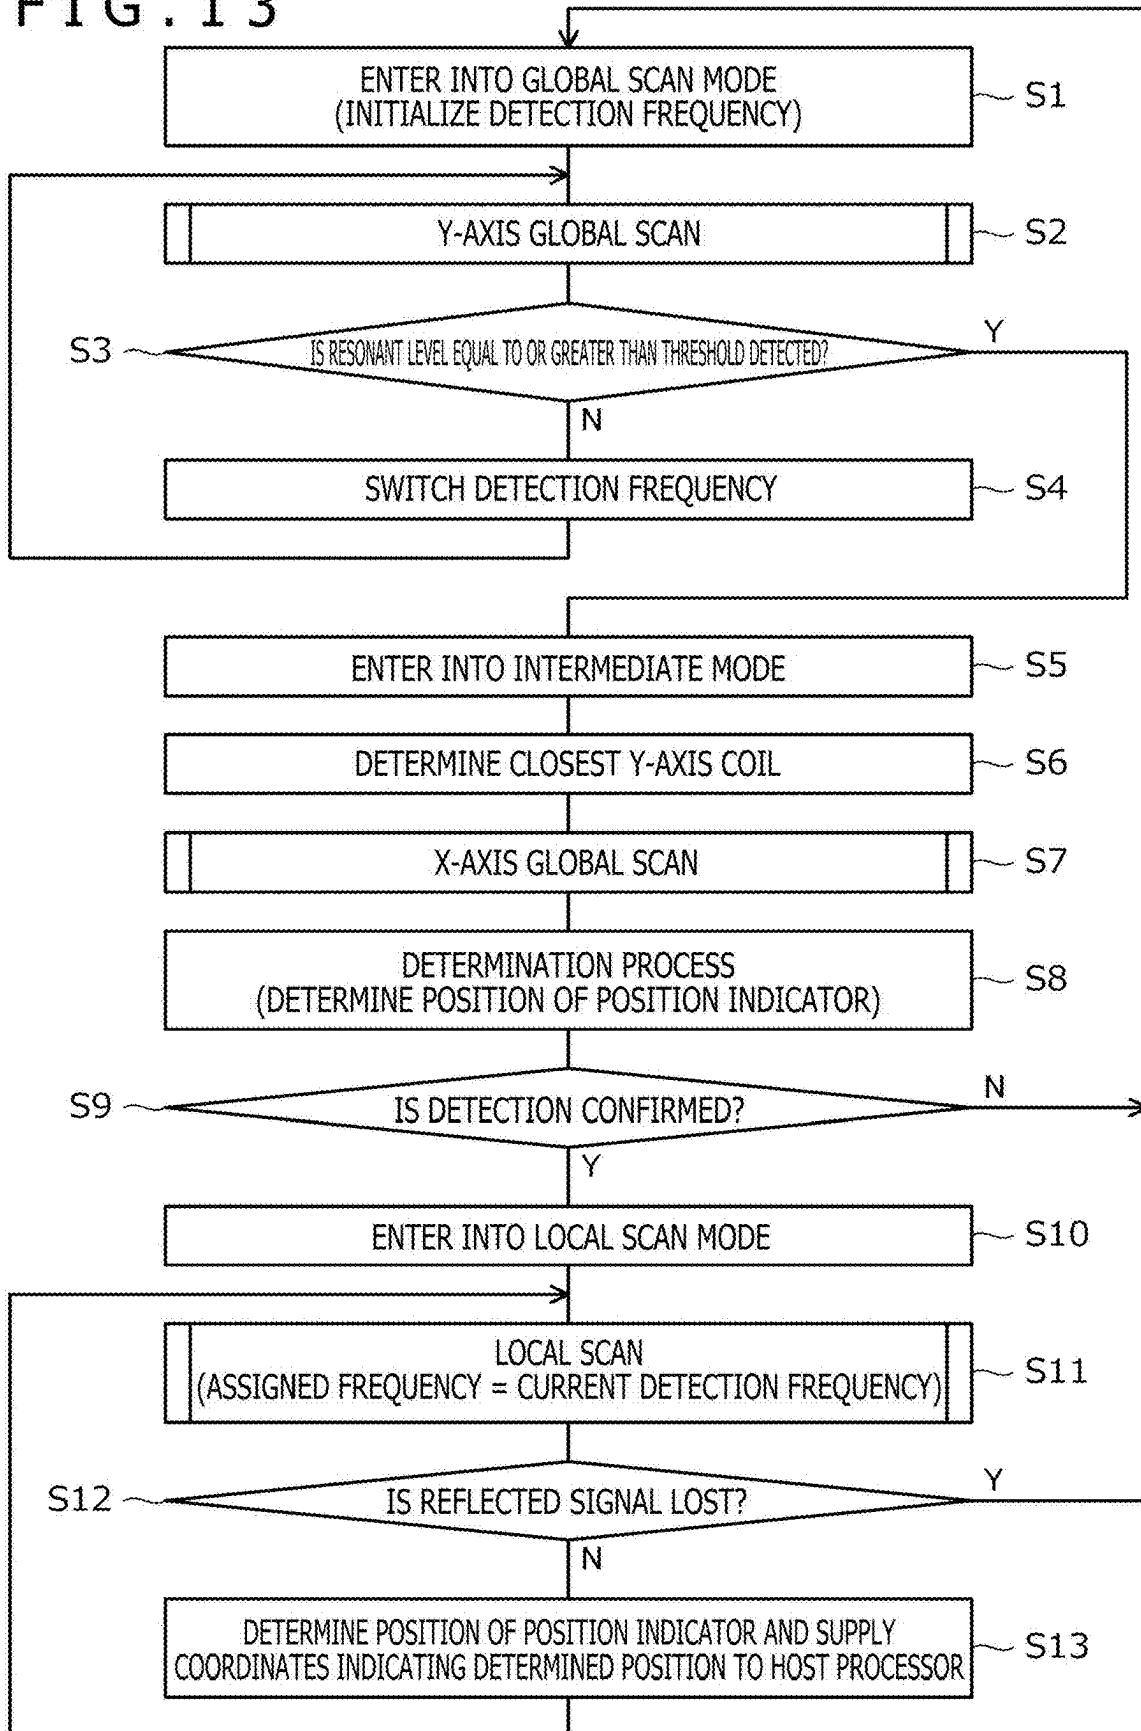 FIG.13
ENTER INTO GLOBAL SCAN MODE
(INITIALIZE DETECTION FREQUENCY)
S1
Y-AXIS GLOBAL SCAN
S2
S3
IS RESONANT LEVEL EQUAL TO OR GREATER THAN THRESHOLD DETECTED?
Y
N
SWITCH DETECTION FREQUENCY
S4
ENTER INTO INTERMEDIATE MODE
S5
DETERMINE CLOSEST Y-AXIS COIL
S6
X-AXIS GLOBAL SCAN
S7
DETERMINATION PROCESS
(DETERMINE POSITION OF POSITION INDICATOR)
S8
S9
IS DETECTION CONFIRMED?
N
Y
ENTER INTO LOCAL SCAN MODE
S10
LOCAL SCAN
(ASSIGNED FREQUENCY = CURRENT DETECTION FREQUENCY)
S11
S12
IS REFLECTED SIGNAL LOST?
Y
N
DETERMINE POSITION OF POSITION INDICATOR AND SUPPLY
COORDINATES INDICATING DETERMINED POSITION TO HOST PROCESSOR
S13